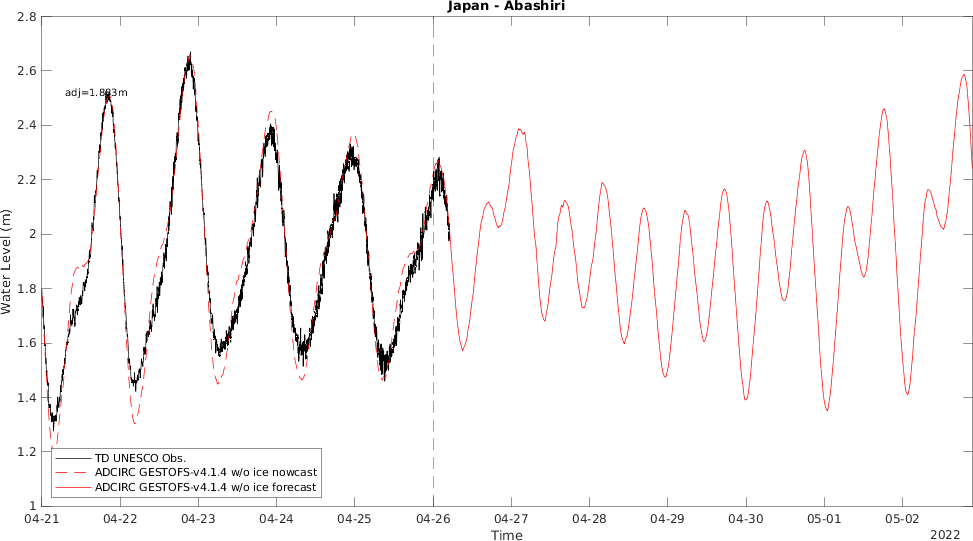 Japan - Abashiri
2.8
2.6
2.4
2.2
2
1.8
1.6
1.4
1.2
1
Water Level (m)
adj=1.883m
TD UNESCO Obs.
ADCIRC GESTOFS-v4.1.4 w/o ice nowcast
ADCIRC GESTOFS-v4.1.4 w/o ice forecast
04-21 04-22 04-23 04-24 04-25 04-26 04-27 04-28 04-29 04-30 05-01 05-02
Time
2022